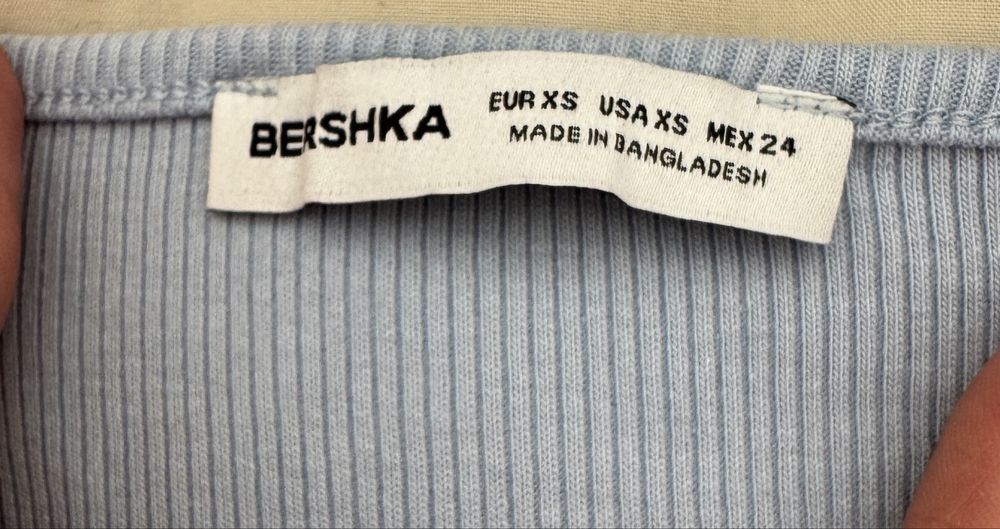 BERSHKA
EUR XS USA XS MEX 24
MADE IN BANGLADESH